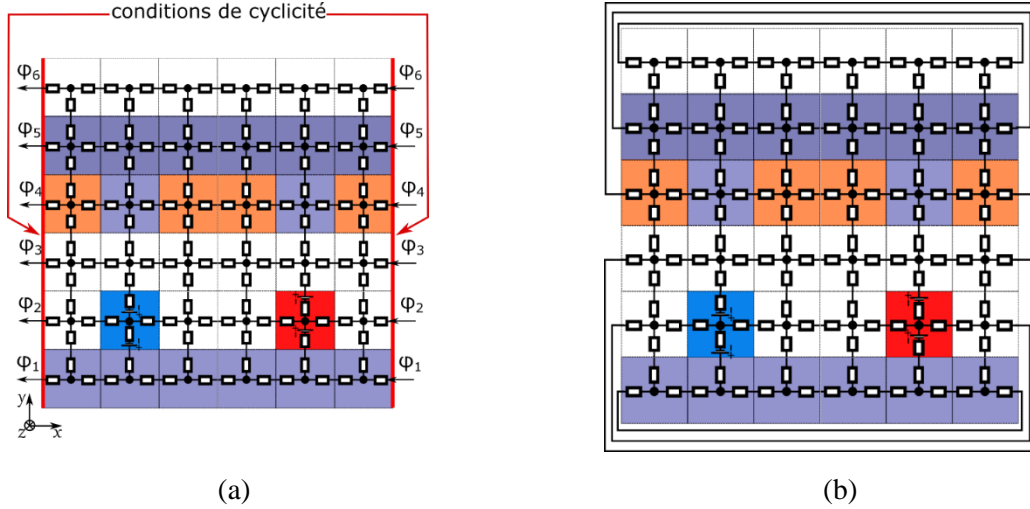 conditions de cyclicité
φ6 φ6
φ5 φ5
φ4 φ4
φ3 φ3
φ2 φ2
φ1 φ1
y
z x
(a) (b)